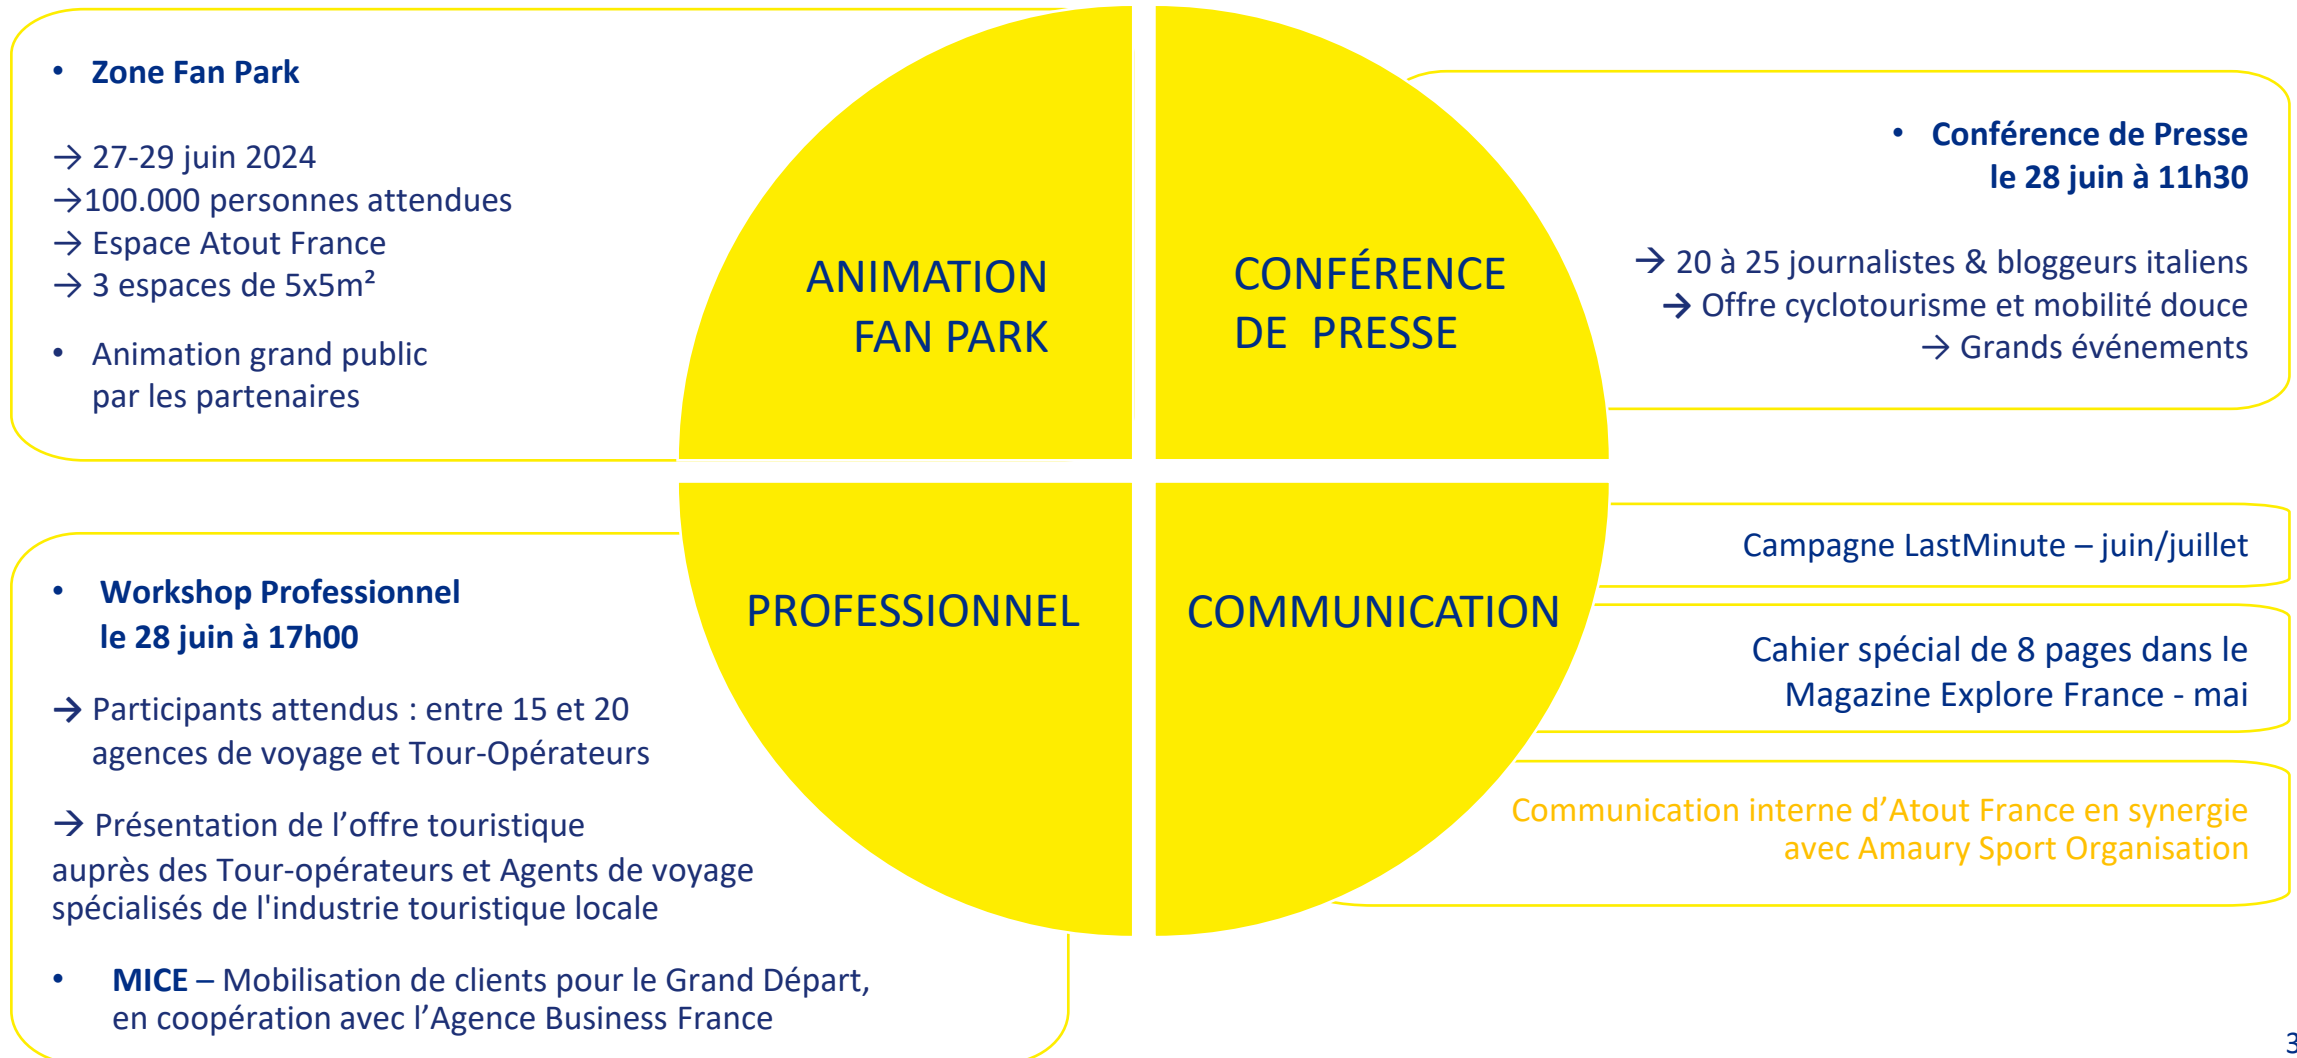 • Zone Fan Park
→ 27-29 juin 2024
→100.000 personnes attendues
→ Espace Atout France
→ 3 espaces de 5x5m²
• Animation grand public
par les partenaires
ANIMATION
FAN PARK
CONFÉRENCE
DE PRESSE
• Conférence de Presse
le 28 juin à 11h30
→ 20 à 25 journalistes & bloggeurs italiens
→ Offre cyclotourisme et mobilité douce
→ Grands événements
• Workshop Professionnel
le 28 juin à 17h00
→ Participants attendus : entre 15 et 20
agences de voyage et Tour-Opérateurs
→ Présentation de l’offre touristique
auprès des Tour-opérateurs et Agents de voyage
spécialisés de l'industrie touristique locale
• MICE – Mobilisation de clients pour le Grand Départ,
en coopération avec l’Agence Business France
PROFESSIONNEL
COMMUNICATION
Campagne LastMinute – juin/juillet
Cahier spécial de 8 pages dans le
Magazine Explore France - mai
Communication interne d’Atout France en synergie
avec Amaury Sport Organisation
3